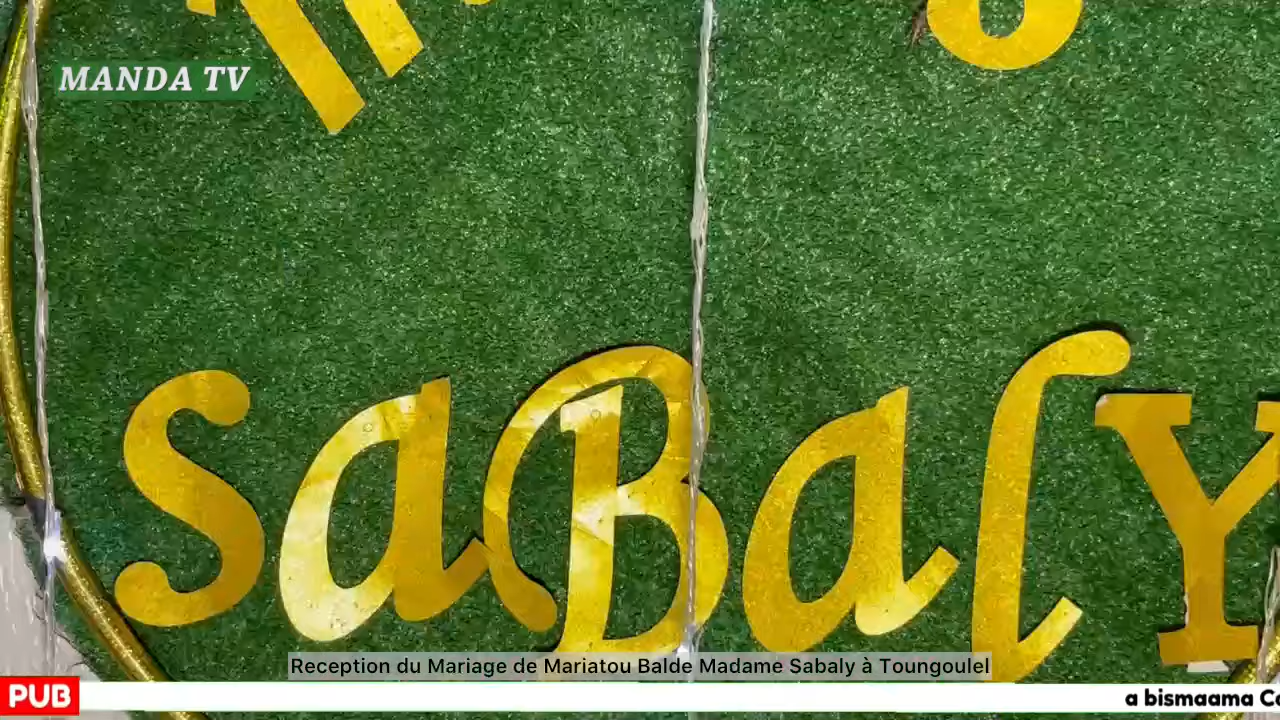 MANDA TV
saBalY
Reception du Mariage de Mariatou Balde Madame Sabaly à Toungoulel
PUB
a bismaama